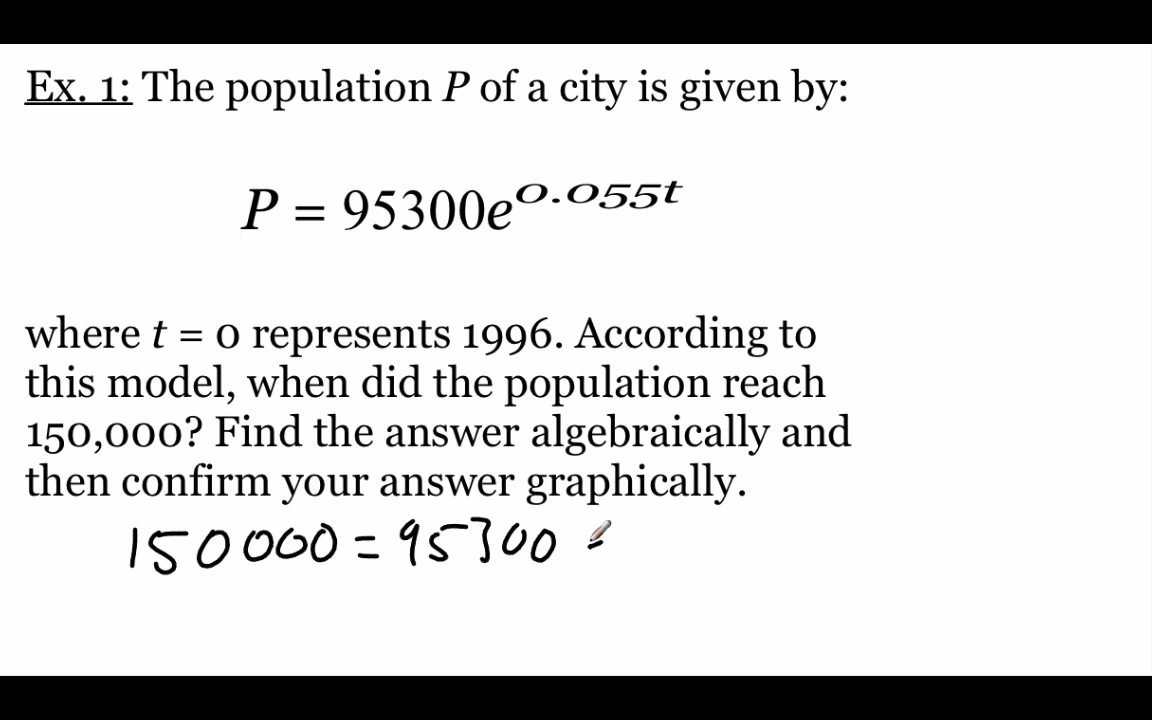 Ex. 1: The population P of a city is given by:
P = 95300e^0.055t
where t = 0 represents 1996. According to
this model, when did the population reach
150,000? Find the answer algebraically and
then confirm your answer graphically.
150000 = 95300